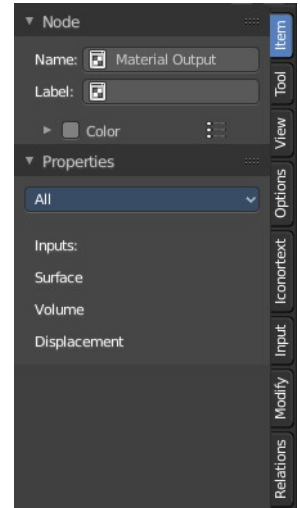 Node
Name: Material Output
Label:
Color
Properties
All
Inputs:
Surface
Volume
Displacement
Item
Tool
View
Options
Iconortext
Input
Modify
Relations